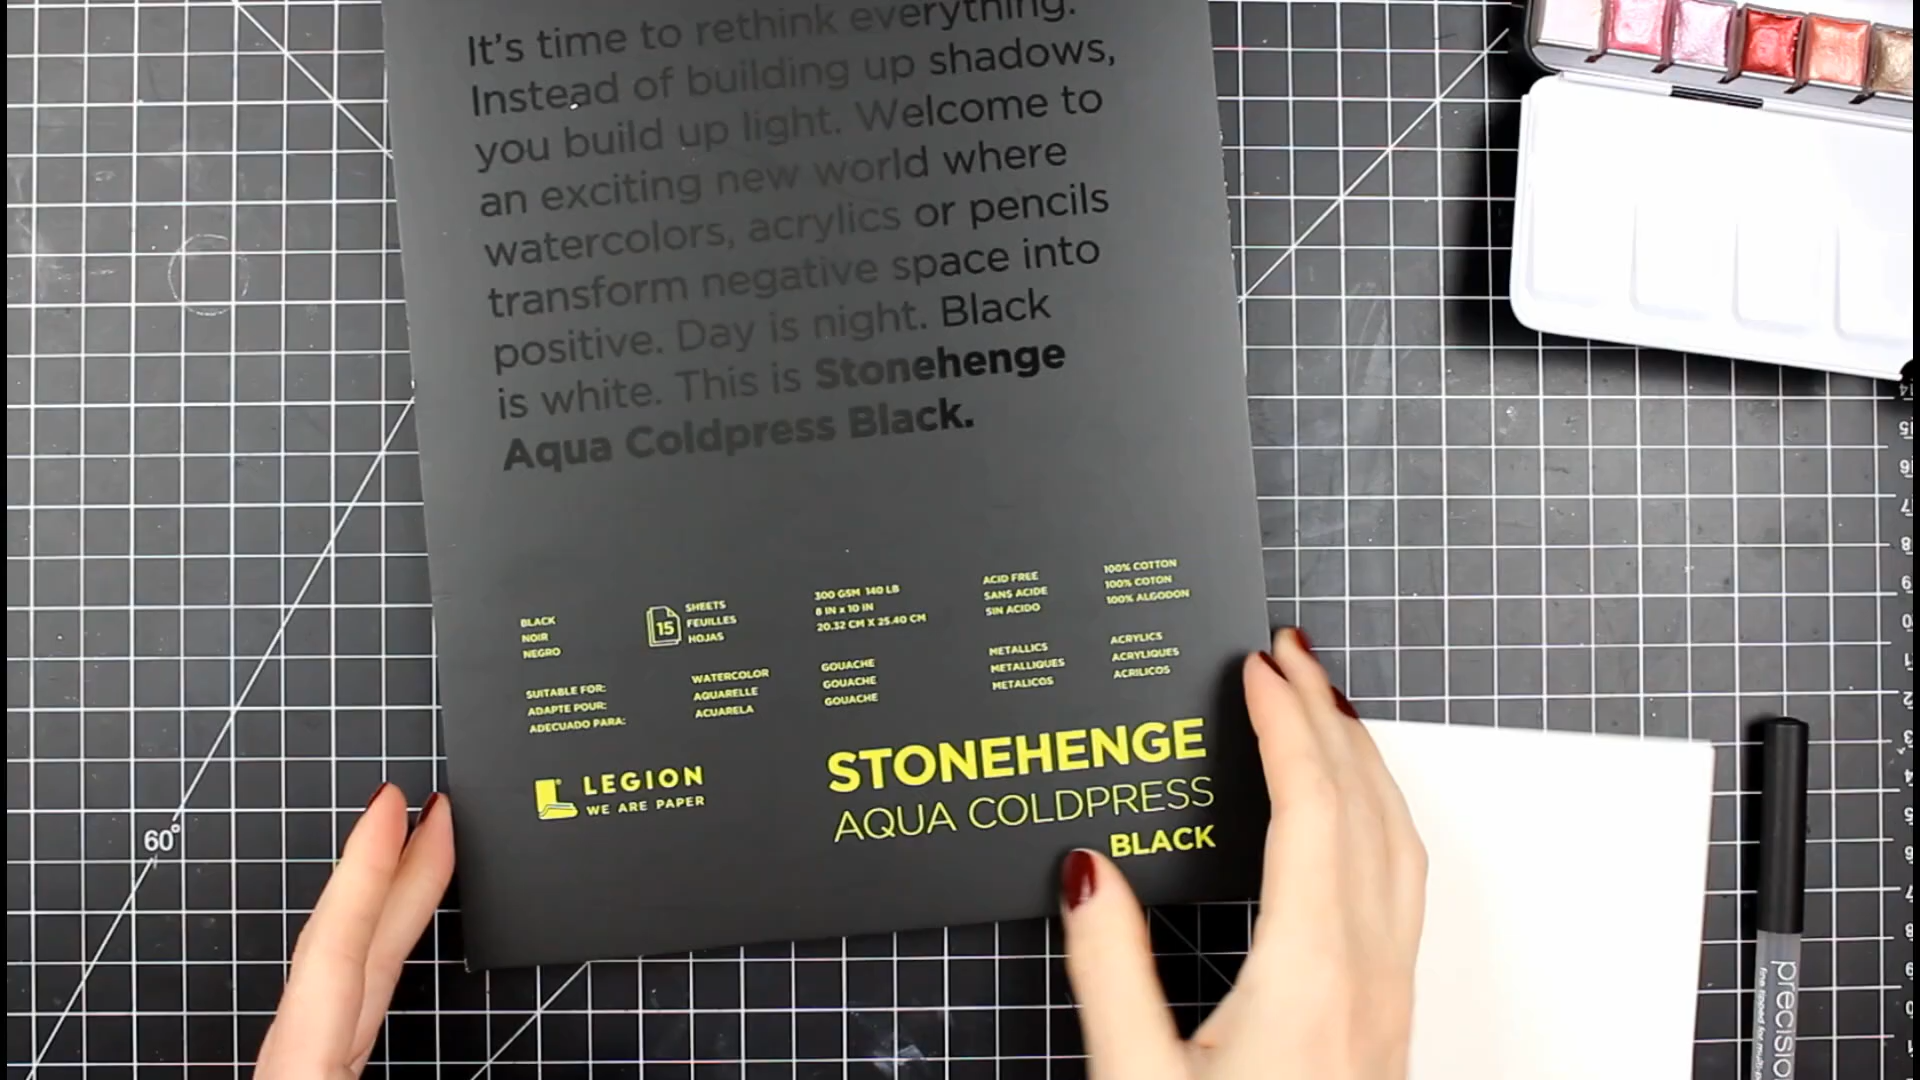 It's time to rethink everything.
Instead of building up shadows,
you build up light. Welcome to
an exciting new world where
watercolors, acrylics or pencils
transform negative space into
positive. Day is night. Black
is white. This is Stonehenge
Aqua Coldpress Black.
BLACK
NOIR
NEGRO
15
SHEETS
FEUILLES
HOJAS
300 GSM 140 LB
8 IN x 10 IN
20.32 CM X 25.40 CM
ACID FREE
SANS ACIDE
SIN ACIDO
100% COTTON
100% COTON
100% ALGODON
SUITABLE FOR:
ADAPTE POUR:
ADECUADO PARA:
WATERCOLOR
AQUARELLE
ACUARELA
GOUACHE
GOUACHE
GOUACHE
METALLICS
METALLIQUES
METALICOS
ACRYLICS
ACRYLIQUES
ACRILICOS
LEGION
WE ARE PAPER
STONEHENGE
AQUA COLDPRESS
BLACK
60°
14
15
16